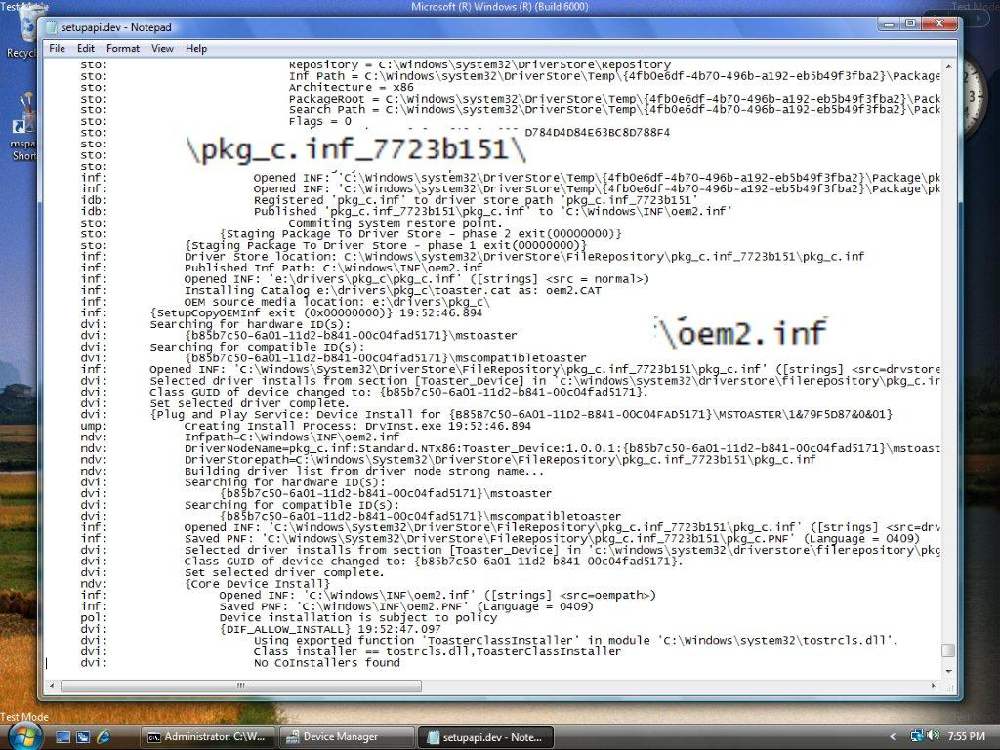 Test Mode
Microsoft (R) Windows (R) (Build 6000)
Test Mode
Recycl
mspa
Short
setupapi.dev - Notepad
File Edit Format View Help
sto: Repository = C:\Windows\system32\DriverStore\Repository
sto: Inf Path = C:\Windows\system32\DriverStore\Temp\{4fb0e6df-4b70-496b-a192-eb5b49f3fba2}\Package
sto: Architecture = x86
sto: PackageRoot = C:\Windows\system32\DriverStore\Temp\{4fb0e6df-4b70-496b-a192-eb5b49f3fba2}\Pack
sto: Search Path = C:\Windows\system32\DriverStore\Temp\{4fb0e6df-4b70-496b-a192-eb5b49f3fba2}\Pack
sto: Flags = 0
sto: D784D4D84E63BC8D788F4
sto:
\pkg_c.inf_7723b151\
sto:
sto:
inf: Opened INF: 'C:\Windows\system32\DriverStore\Temp\{4fb0e6df-4b70-496b-a192-eb5b49f3fba2}\Package\pk
inf: Opened INF: 'C:\Windows\system32\DriverStore\Temp\{4fb0e6df-4b70-496b-a192-eb5b49f3fba2}\Package\pk
idb: Registered 'pkg_c.inf' to driver store path 'pkg_c.inf_7723b151'
idb: Published 'pkg_c.inf_7723b151\pkg_c.inf' to 'C:\Windows\INF\oem2.inf'
sto: Commiting system restore point.
sto: {Staging Package To Driver Store - phase 2 exit(00000000)}
sto: {Staging Package To Driver Store - phase 1 exit(00000000)}
inf: Driver Store location: C:\Windows\system32\DriverStore\FileRepository\pkg_c.inf_7723b151\pkg_c.inf
inf: Published Inf Path: C:\Windows\INF\oem2.inf
inf: Opened INF: 'e:\drivers\pkg_c\pkg_c.inf' ([strings] <src = normal>)
inf: Installing Catalog e:\drivers\pkg_c\toaster.cat as: oem2.CAT
inf: OEM source media location: e:\drivers\pkg_c\
inf: {SetupCopyOEMInf exit (0x00000000)} 19:52:46.894
dvi: Searching for hardware ID(s):
dvi: {b85b7c50-6a01-11d2-b841-00c04fad5171}\mstoaster
\oem2.inf
dvi: Searching for compatible ID(s):
dvi: {b85b7c50-6a01-11d2-b841-00c04fad5171}\mscompatibletoaster
inf: Opened INF: 'C:\Windows\System32\DriverStore\FileRepository\pkg_c.inf_7723b151\pkg_c.inf' ([strings] <src=drvstore
dvi: Selected driver installs from section [Toaster_Device] in 'c:\windows\system32\driverstore\filerepository\pkg_c.in
dvi: Class GUID of device changed to: {b85b7c50-6a01-11d2-b841-00c04fad5171}.
dvi: Set selected driver complete.
dvi: {Plug and Play Service: Device Install for {B85B7C50-6A01-11D2-B841-00C04FAD5171}\MSTOASTER\1&79F5D87&0&01}
ump: Creating Install Process: DrvInst.exe 19:52:46.894
ndv: Infpath=C:\Windows\INF\oem2.inf
ndv: DriverNodeName=pkg_c.inf:Standard.NTx86:Toaster_Device:1.0.0.1:{b85b7c50-6a01-11d2-b841-00c04fad5171}\mstoast
ndv: DriverStorepath=C:\Windows\System32\DriverStore\FileRepository\pkg_c.inf_7723b151\pkg_c.inf
ndv: Building driver list from driver node strong name...
dvi: Searching for hardware ID(s):
dvi: {b85b7c50-6a01-11d2-b841-00c04fad5171}\mstoaster
dvi: Searching for compatible ID(s):
dvi: {b85b7c50-6a01-11d2-b841-00c04fad5171}\mscompatibletoaster
inf: Opened INF: 'C:\Windows\System32\DriverStore\FileRepository\pkg_c.inf_7723b151\pkg_c.inf' ([strings] <src=drv
inf: Saved PNF: 'C:\Windows\System32\DriverStore\FileRepository\pkg_c.inf_7723b151\pkg_c.PNF' (Language = 0409)
dvi: Selected driver installs from section [Toaster_Device] in 'c:\windows\system32\driverstore\filerepository\pkg
dvi: Class GUID of device changed to: {b85b7c50-6a01-11d2-b841-00c04fad5171}.
dvi: Set selected driver complete.
ndv: {Core Device Install}
inf: Opened INF: 'C:\Windows\INF\oem2.inf' ([strings] <src=oempath>)
inf: Saved PNF: 'C:\Windows\INF\oem2.PNF' (Language = 0409)
pol: Device installation is subject to policy
dvi: {DIF_ALLOW_INSTALL} 19:52:47.097
dvi: Using exported function 'ToasterClassInstaller' in module 'C:\Windows\system32\tostrcls.dll'.
dvi: Class installer == tostrcls.dll,ToasterClassInstaller
dvi: No CoInstallers found
Test Mode
Administrator: C:\W...
Device Manager
setupapi.dev - Note...
7:55 PM